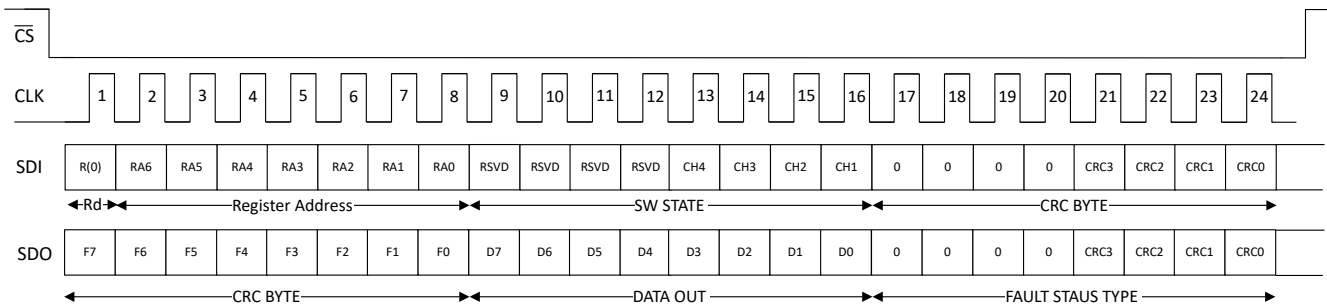 CS
CLK 1 2 3 4 5 6 7 8 9 10 11 12 13 14 15 16 17 18 19 20 21 22 23 24
SDI R(0) RA6 RA5 RA4 RA3 RA2 RA1 RA0 RSVD RSVD RSVD RSVD CH4 CH3 CH2 CH1 0 0 0 0 CRC3 CRC2 CRC1 CRC0
Rd Register Address SW STATE CRC BYTE
SDO F7 F6 F5 F4 F3 F2 F1 F0 D7 D6 D5 D4 D3 D2 D1 D0 0 0 0 0 CRC3 CRC2 CRC1 CRC0
CRC BYTE DATA OUT FAULT STAUS TYPE